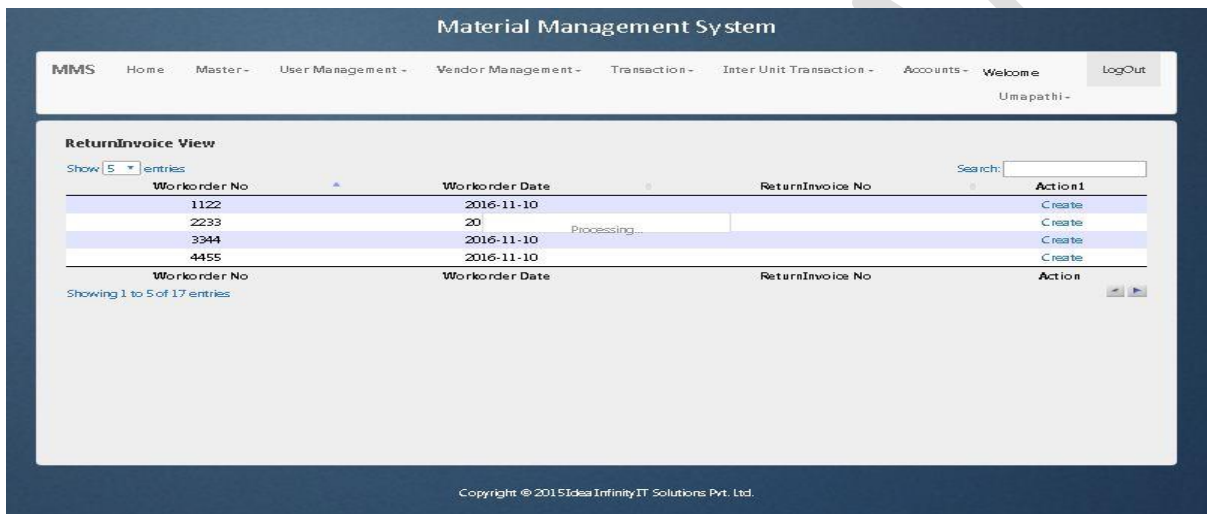 Material Management System
MMS Home Master- User Management - Vendor Management - Transaction - Inter Unit Transaction - Accounts - Welcome LogOut
Umapathi -
ReturnInvoice View
Show 5 entries Search:
Workorder No Workorder Date ReturnInvoice No Action1
1122 2016-11-10 Create
2233 20 Processing... Create
3344 2016-11-10 Create
4455 2016-11-10 Create
Workorder No Workorder Date ReturnInvoice No Action
Showing 1 to 5 of 17 entries
Copyright © 2015 Idea Infinity IT Solutions Pvt. Ltd.